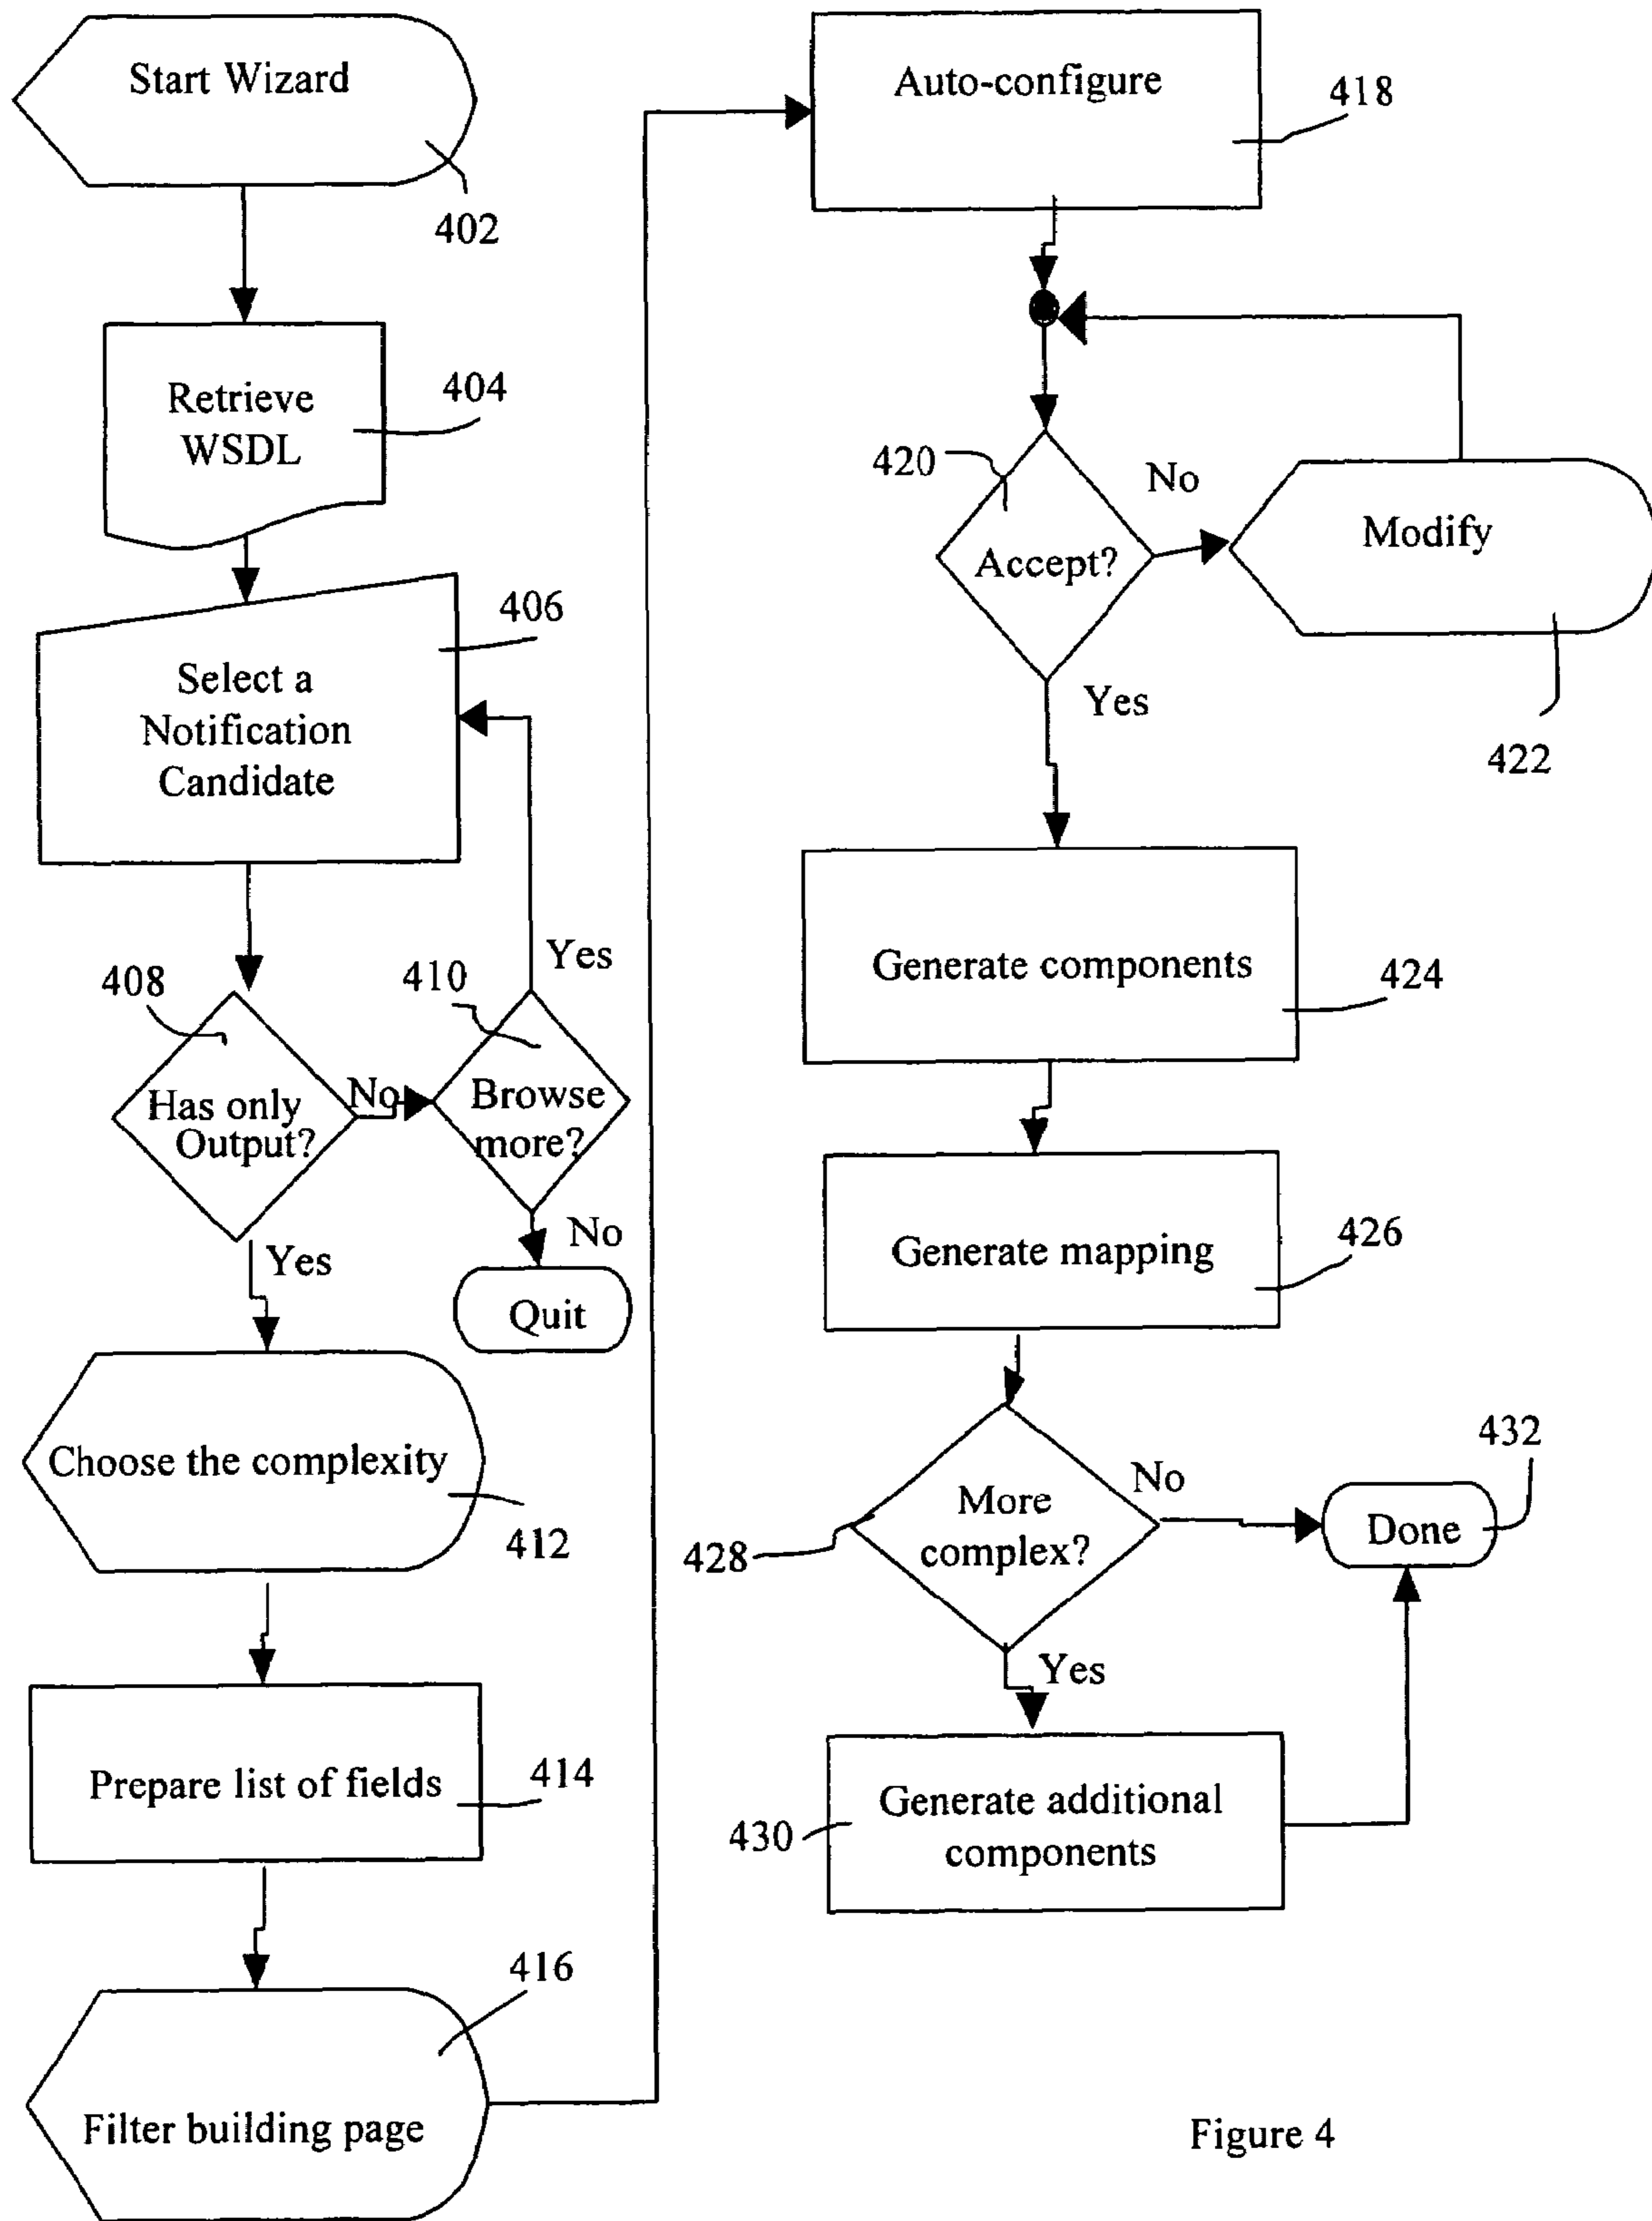 Start Wizard
402
Retrieve
WSDL
404
406
Select a
Notification
Candidate
408
Has only
Output?
No
410
Browse
more?
Yes
No
Quit
Yes
Choose the complexity
412
Prepare list of fields
414
416
Filter building page
Auto-configure
418
420
Accept?
No
Modify
422
Yes
Generate components
424
Generate mapping
426
428
More
complex?
No
432
Done
Yes
430
Generate additional
components
Figure 4